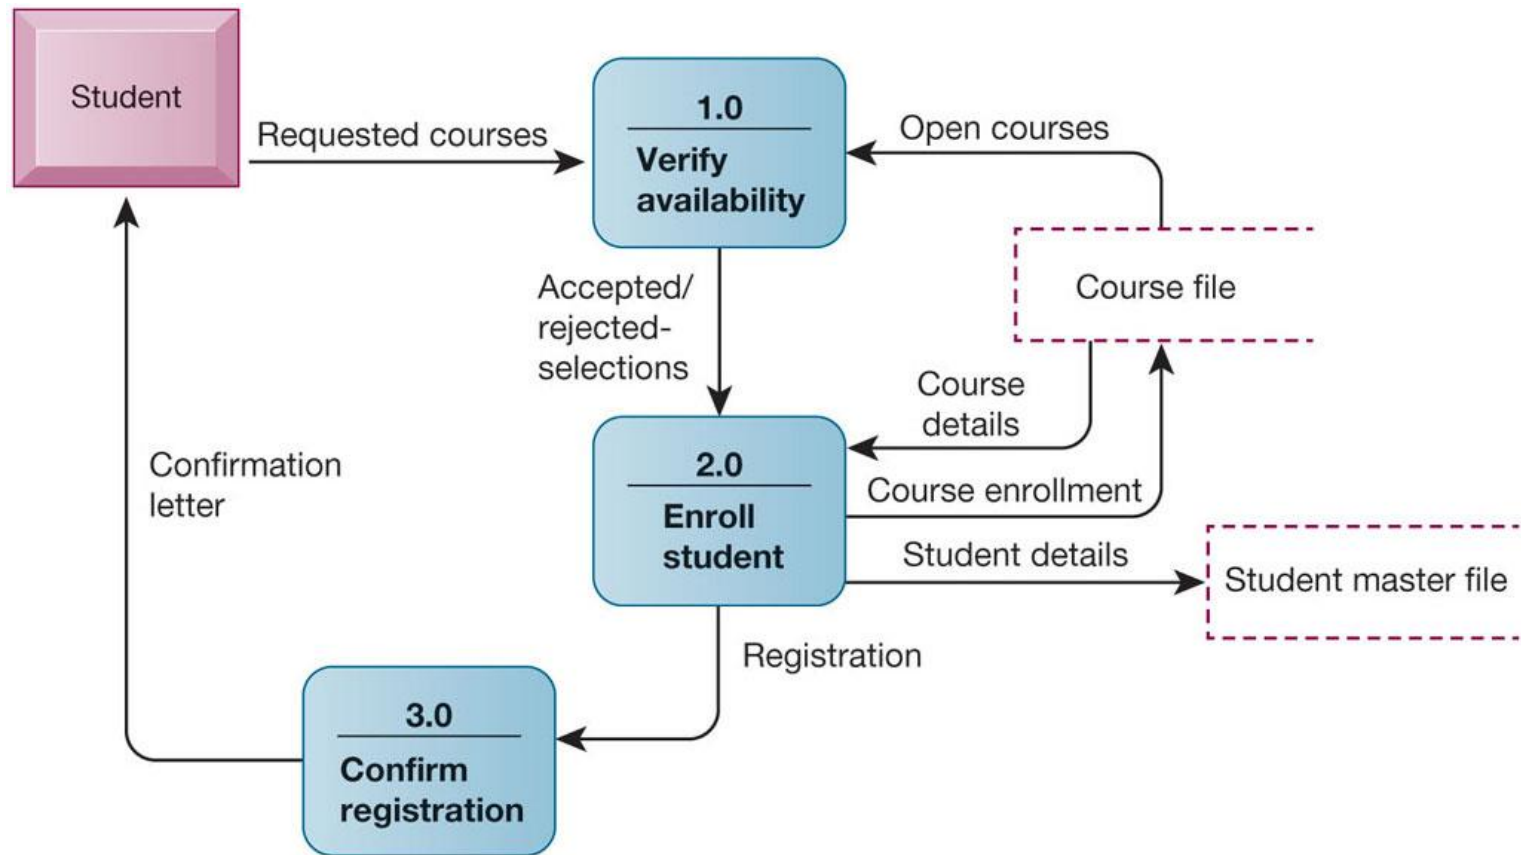 Student
Requested courses
1.0
Verify
availability
Open courses
Accepted/
rejected-
selections
Course file
Course
details
2.0
Enroll
student
Course enrollment
Student details
Student master file
Confirmation
letter
Registration
3.0
Confirm
registration